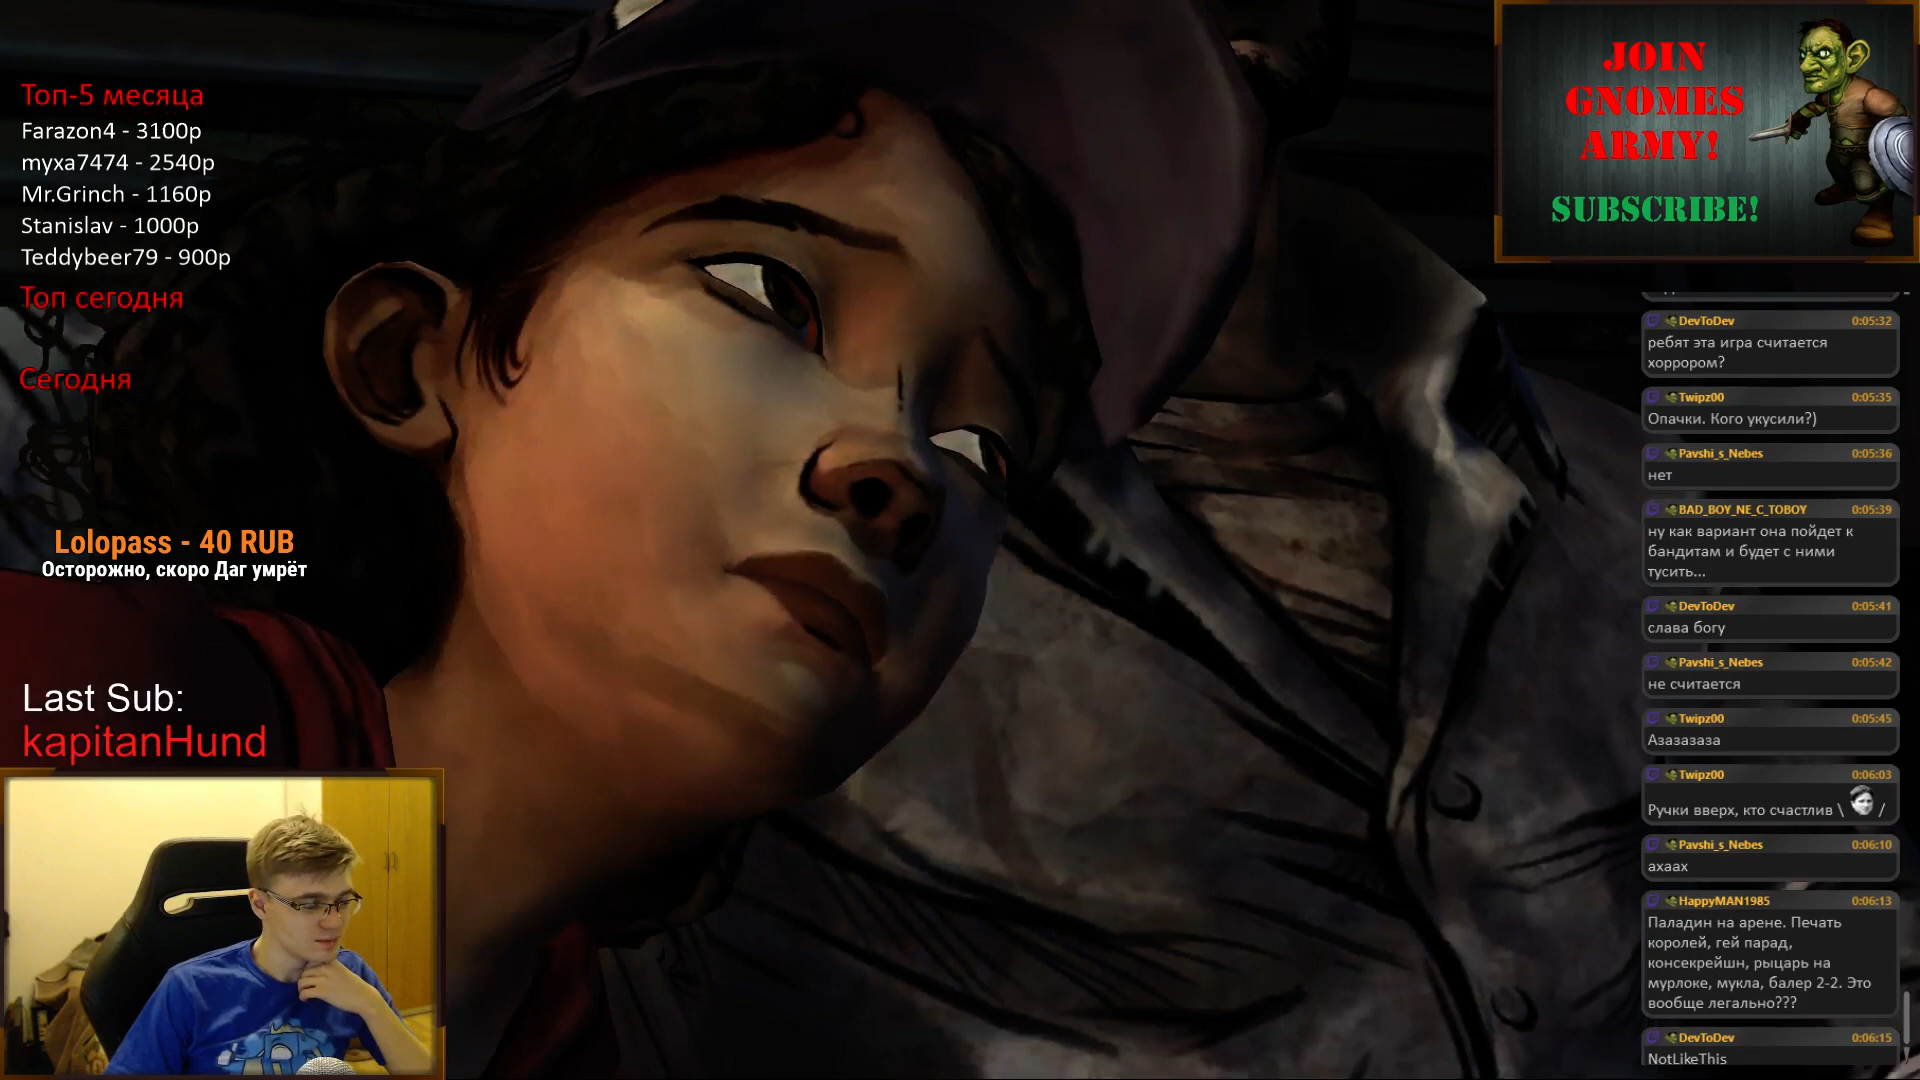 Топ-5 месяца
Farazon4 - 3100р
myxa7474 - 2540р
Mr.Grinch - 1160р
Stanislav - 1000р
Teddybeer79 - 900р
Топ сегодня
Сегодня
Lolopass - 40 RUB
Осторожно, скоро Даг умрёт
Last Sub:
kapitanHund
JOIN
GNOMES
ARMY!
SUBSCRIBE!
DevToDev 0:05:32
ребят эта игра считается
хоррором?
Twipz00 0:05:35
Опачки. Кого укусили?)
Pavshi_s_Nebes 0:05:36
нет
BAD_BOY_NE_C_TOBOY 0:05:39
ну как вариант она пойдет к
бандитам и будет с ними
тусить...
DevToDev 0:05:41
слава богу
Pavshi_s_Nebes 0:05:42
не считается
Twipz00 0:05:45
Азазазаза
Twipz00 0:06:03
Ручки вверх, кто счастлив \ /
Pavshi_s_Nebes 0:06:10
ахаах
HappyMAN1985 0:06:13
Паладин на арене. Печать
королей, гей парад,
консекрейшн, рыцарь на
мурлоке, мукла, балер 2-2. Это
вообще легально???
DevToDev 0:06:15
NotLikeThis